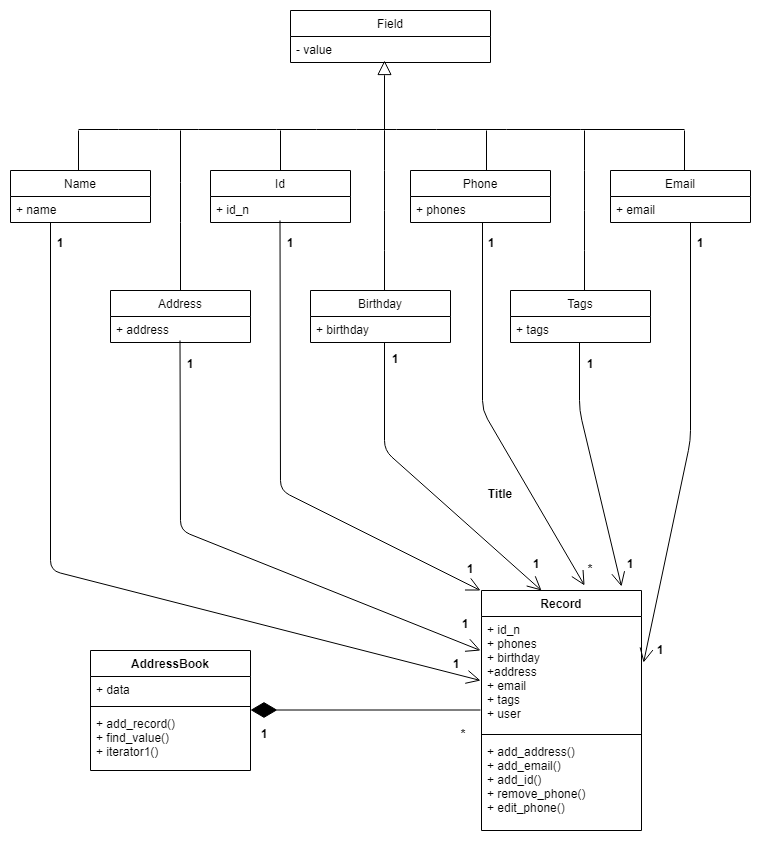 Field
- value
Name
+ name
Id
+ id_n
Phone
+ phones
Email
+ email
1
1
1
1
Address
+ address
Birthday
+ birthday
Tags
+ tags
1
1
1
Title
1
1
*
1
Record
+ id_n
+ phones
+ birthday
+address
+ email
+ tags
+ user
1
1
1
AddressBook
+ data
+ add_record()
+ find_value()
+ iterator1()
1
*
+ add_address()
+ add_email()
+ add_id()
+ remove_phone()
+ edit_phone()